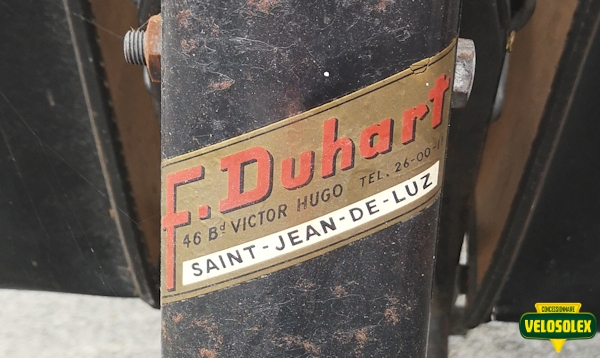 F. Duhart
46 Bd VICTOR HUGO TEL. 26-00-
SAINT-JEAN-DE-LUZ
CONCESSIONNAIRE
VELOSOLEX